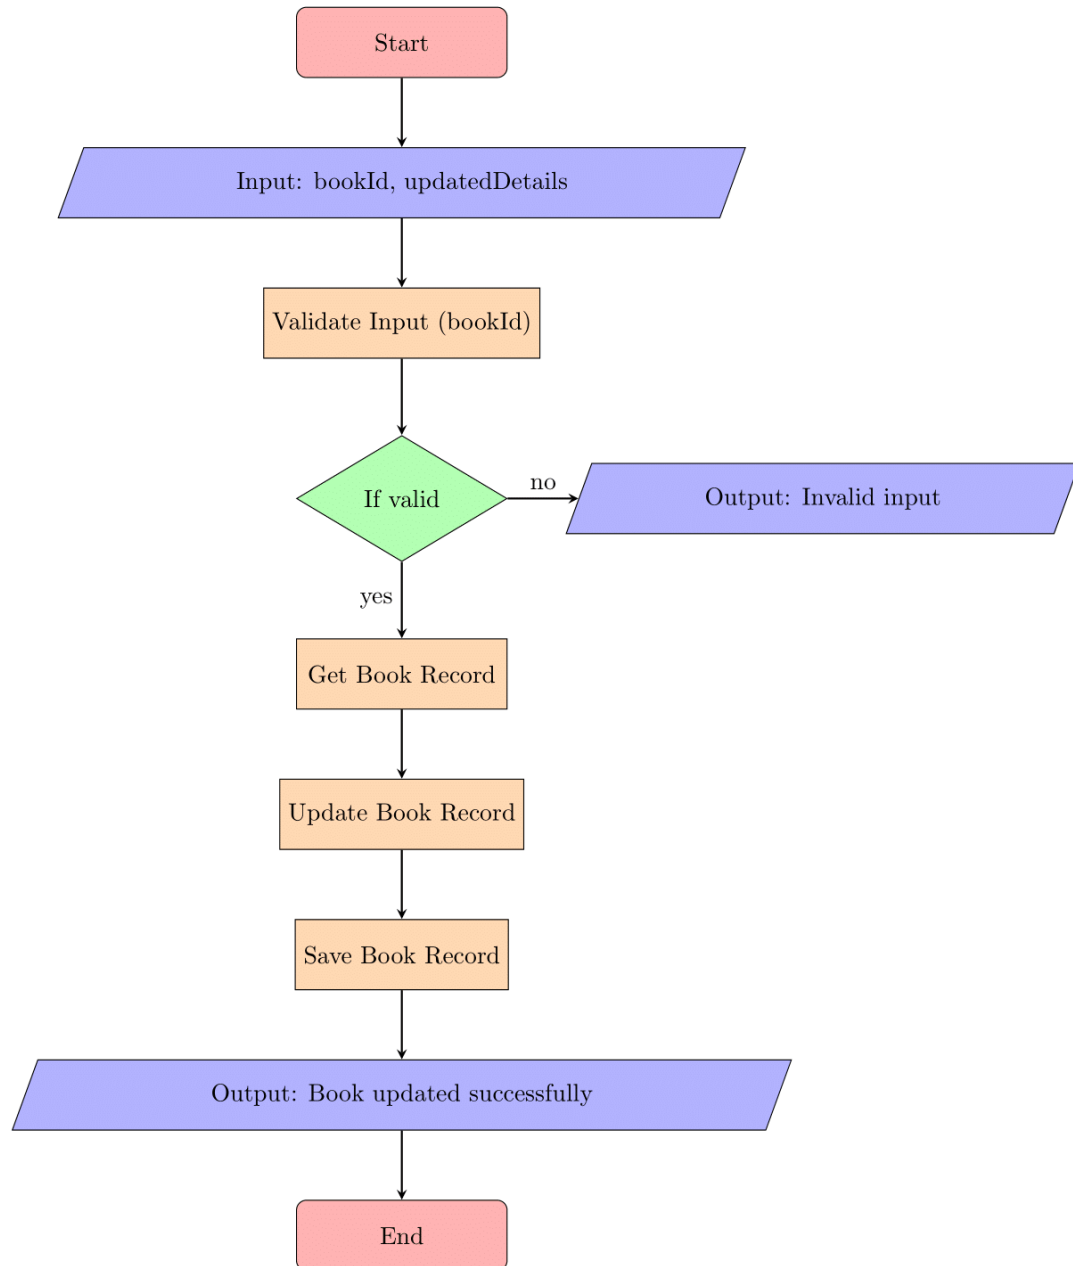 Start
Input: bookId, updatedDetails
Validate Input (bookId)
If valid
no
Output: Invalid input
yes
Get Book Record
Update Book Record
Save Book Record
Output: Book updated successfully
End